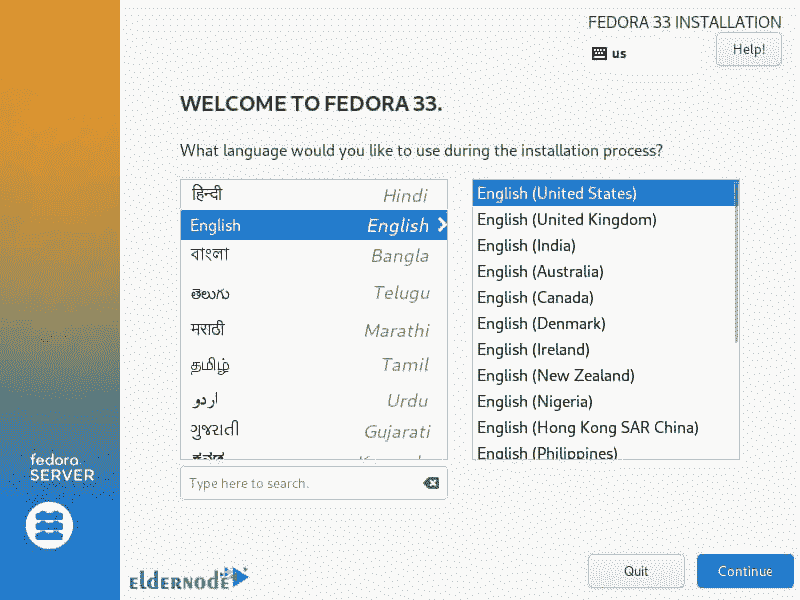 FEDORA 33 INSTALLATION
us
Help!
WELCOME TO FEDORA 33.
What language would you like to use during the installation process?
हिन्दी Hindi
English English
বাংলা Bangla
తెలుగు Telugu
मराठी Marathi
தமிழ் Tamil
اردو Urdu
ગુજરાતી Gujarati
Type here to search.
English (United States)
English (United Kingdom)
English (India)
English (Australia)
English (Canada)
English (Denmark)
English (Ireland)
English (New Zealand)
English (Nigeria)
English (Hong Kong SAR China)
English (Philippines)
fedora
SERVER
eldernode
Quit
Continue